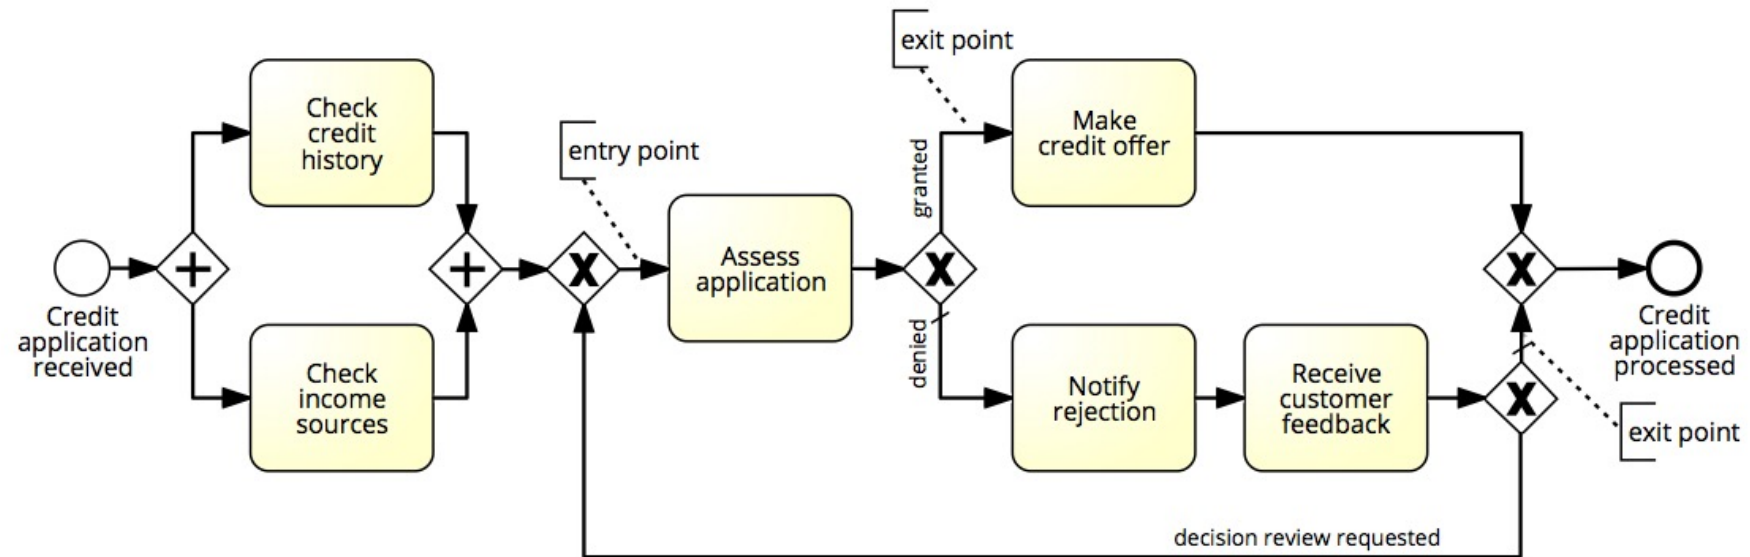 exit point
Check
credit
history
Make
credit offer
entry point
granted
Assess
application
Credit
application
received
Credit
application
processed
denied
Check
income
sources
Notify
rejection
Receive
customer
feedback
exit point
decision review requested